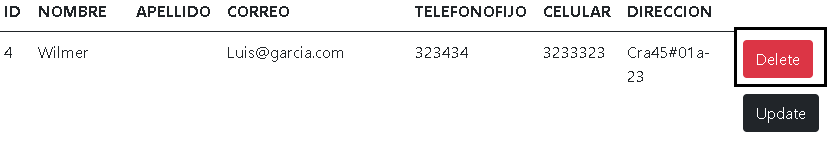 ID NOMBRE APELLIDO CORREO TELEFONOFIJO CELULAR DIRECCION
4 Wilmer Luis@garcia.com 323434 3233323 Cra45#01a-
23
Delete
Update